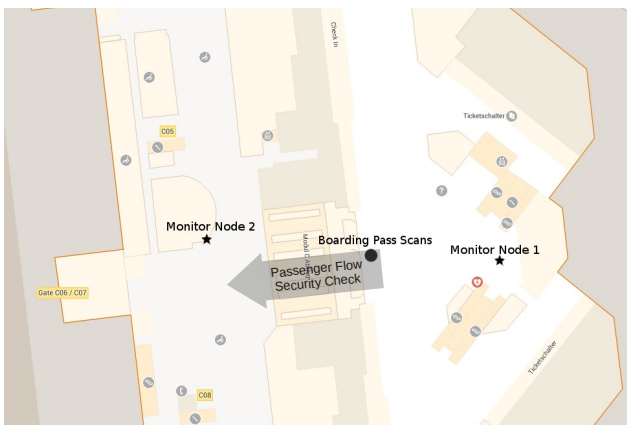 Check In
Ticketschalter
C05
Monitor Node 2
Boarding Pass Scans
Monitor Node 1
Passenger Flow
Security Check
Gate C06 / C07
Ticketschalter
C08